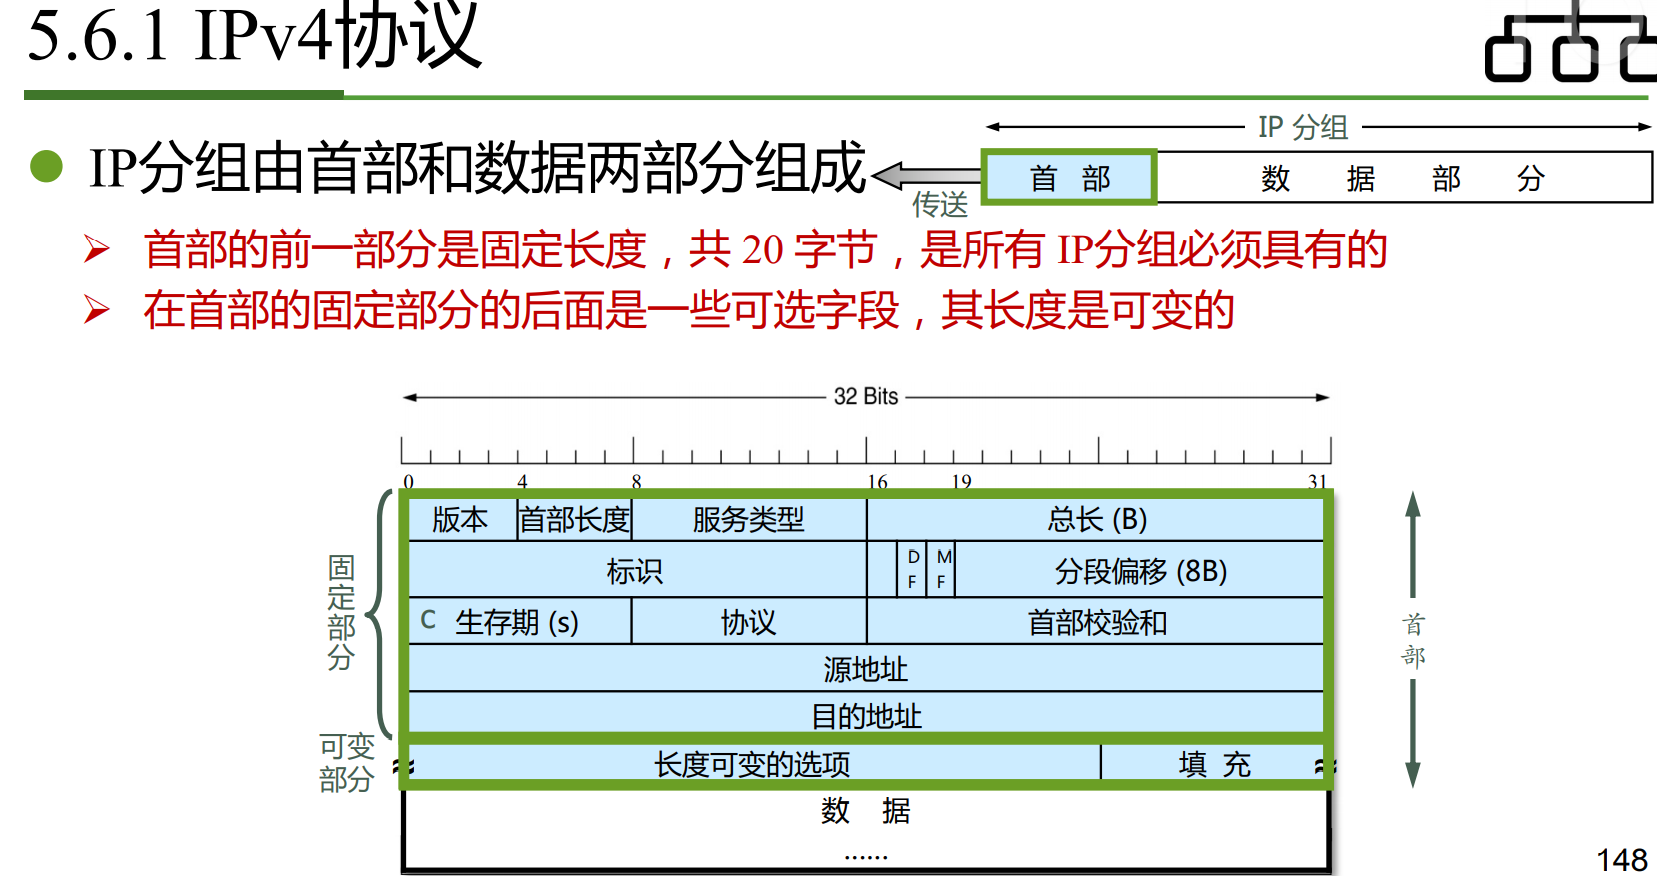 5.6.1 IPv4协议
IP 分组
IP分组由首部和数据两部分组成
首 部
数 据 部 分
传送
首部的前一部分是固定长度，共 20 字节，是所有 IP分组必须具有的
在首部的固定部分的后面是一些可选字段，其长度是可变的
32 Bits
0 4 8 16 19 31
版本 首部长度 服务类型 总长 (B)
标识 DF MF 分段偏移 (8B)
C 生存期 (s) 协议 首部校验和
源地址
目的地址
长度可变的选项 填 充
数 据
......
固定部分
可变
部分
首部
148